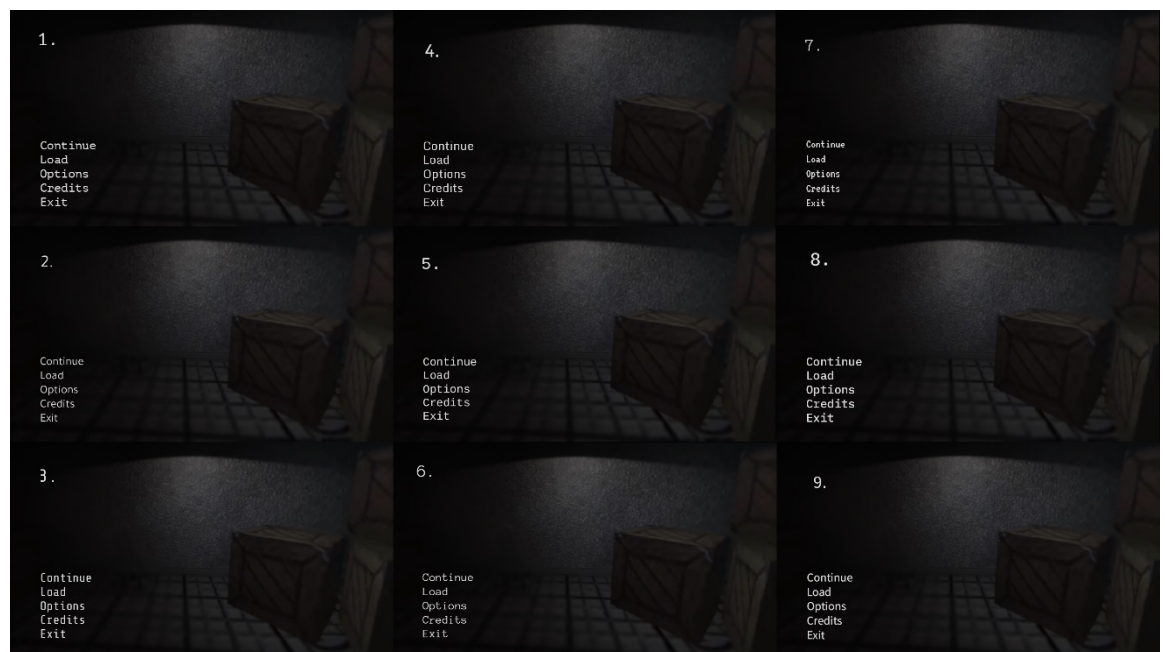 1.
Continue
Load
Options
Credits
Exit
2.
Continue
Load
Options
Credits
Exit
3.
Continue
Load
Options
Credits
Exit
4.
Continue
Load
Options
Credits
Exit
5.
Continue
Load
Options
Credits
Exit
6.
Continue
Load
Options
Credits
Exit
7.
Continue
Load
Options
Credits
Exit
8.
Continue
Load
Options
Credits
Exit
9.
Continue
Load
Options
Credits
Exit